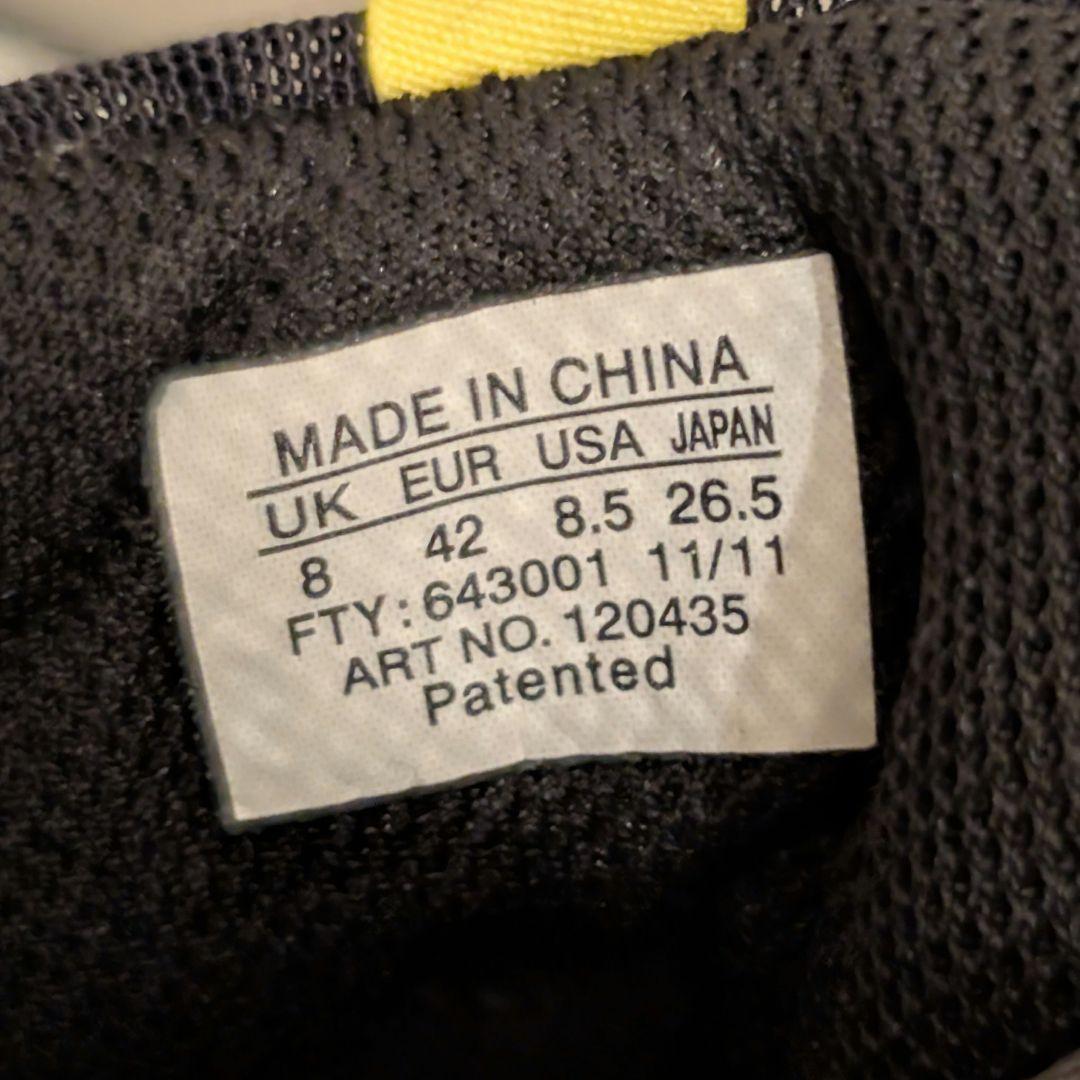 MADE IN CHINA
UK EUR USA JAPAN
8 42 8.5 26.5
FTY: 643001 11/11
ART NO. 120435
Patented